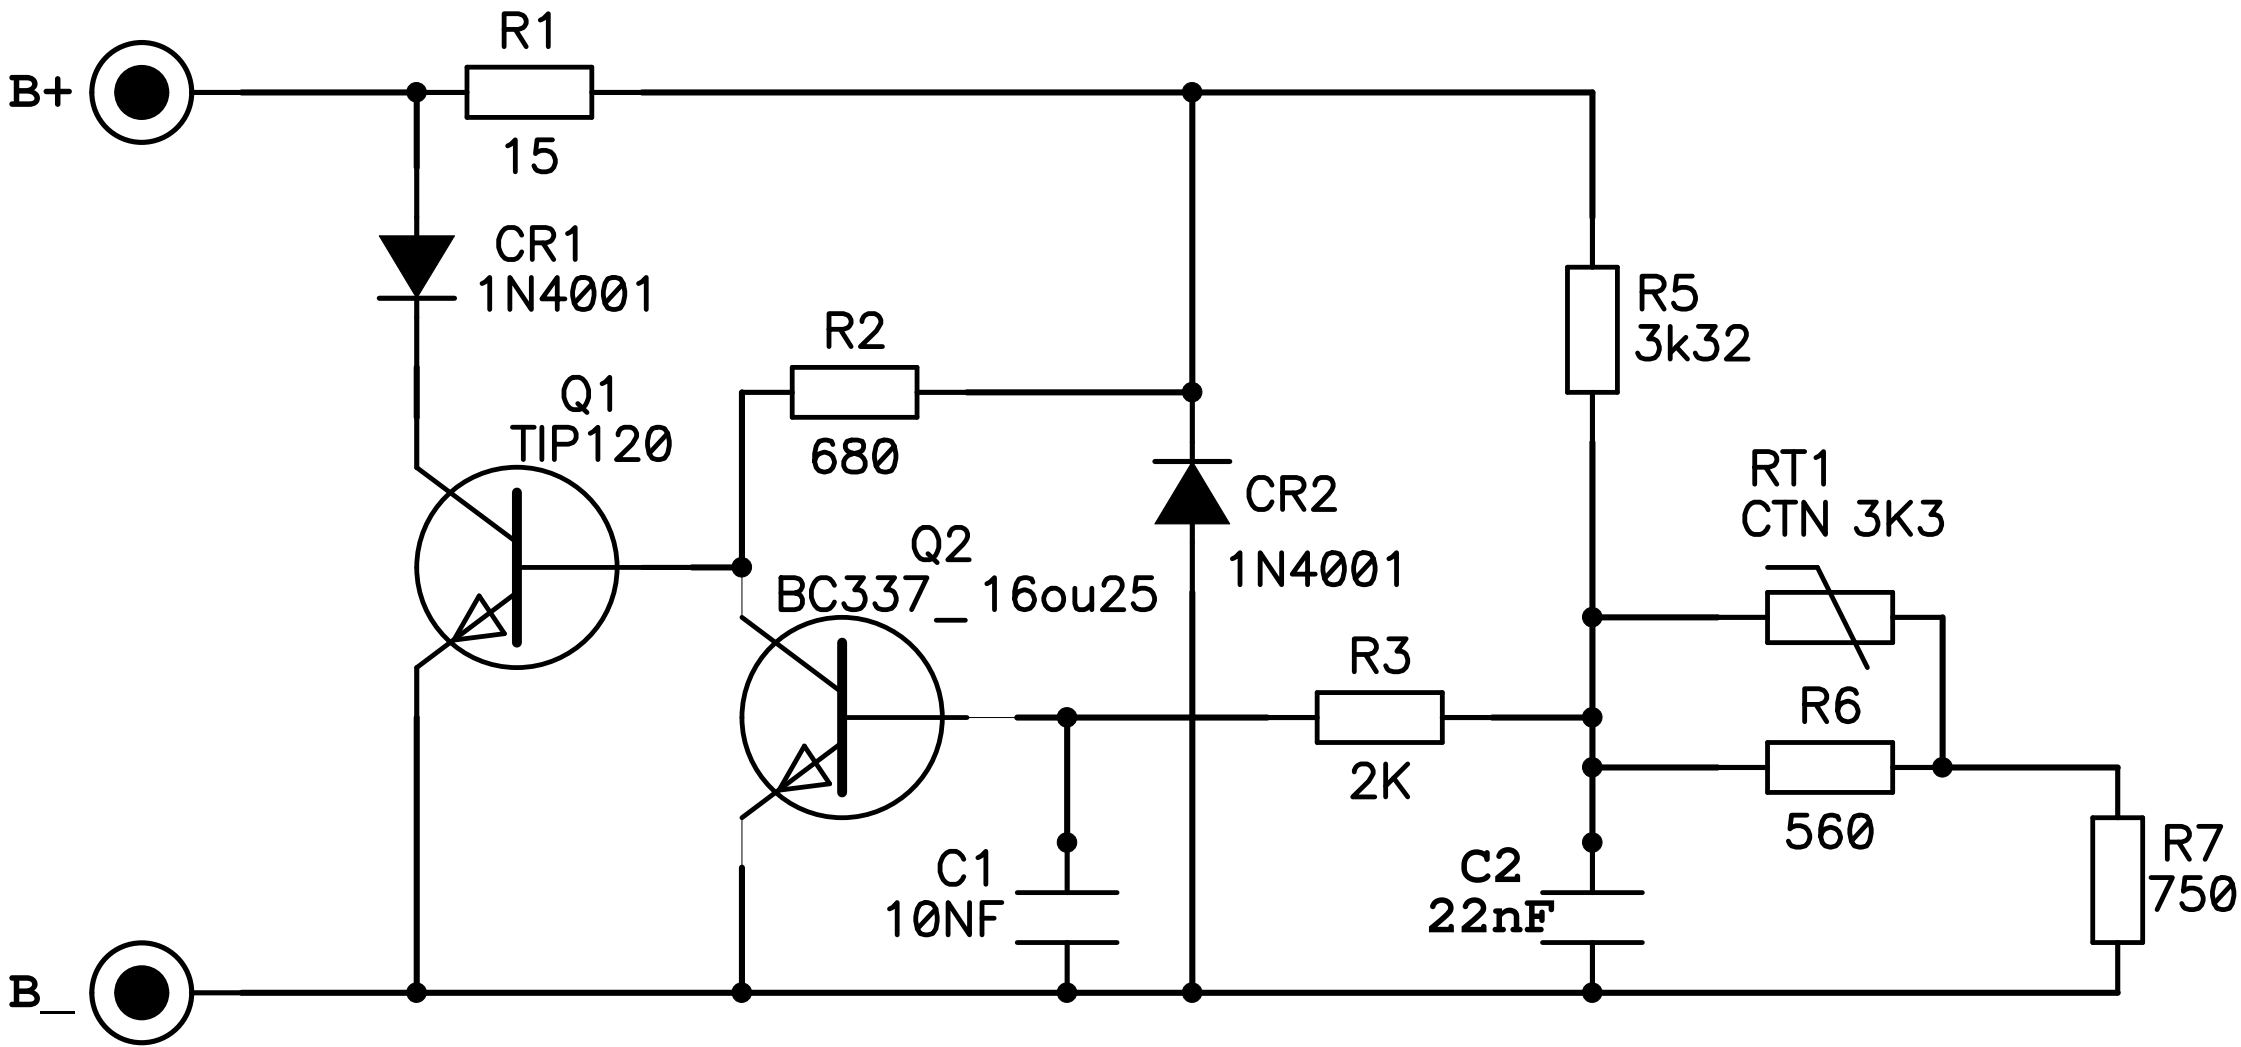 R1
B+
15
CR1
1N4001
R2
R5
3k32
Q1
TIP120
680
RT1
CTN 3K3
CR2
1N4001
Q2
BC337_16ou25
R3
2K
R6
560
C1
10NF
C2
22nF
R7
750
B_